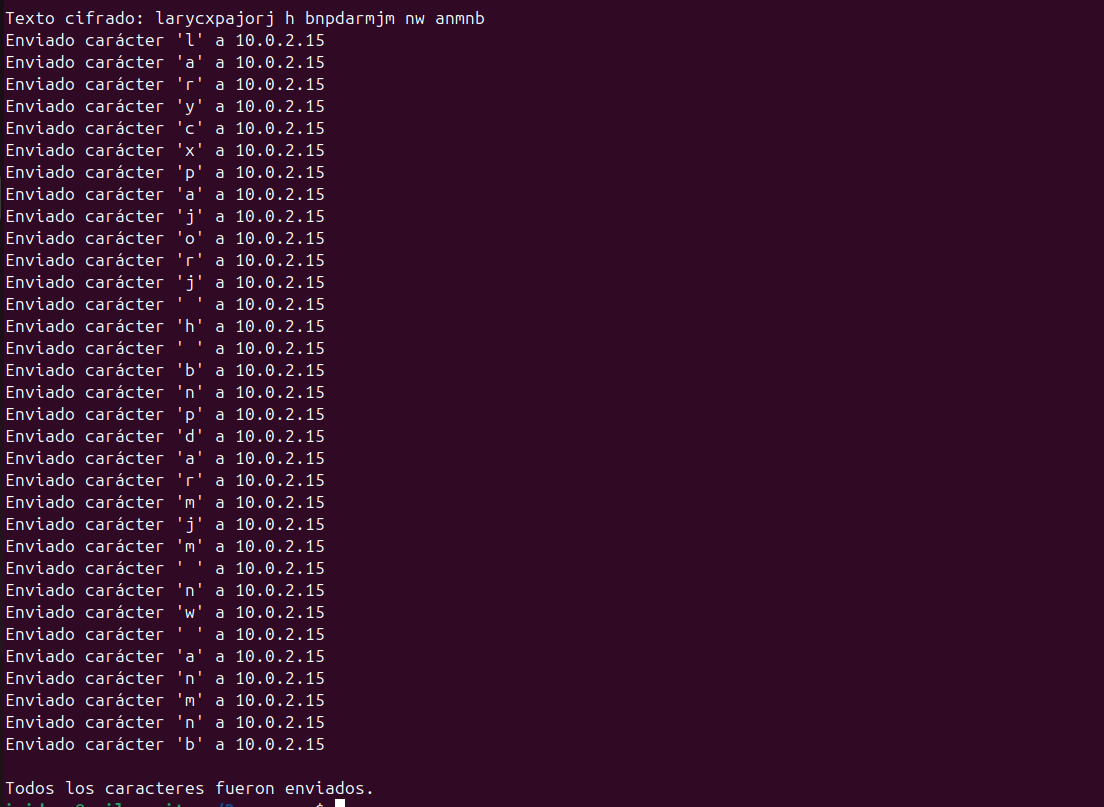 Texto cifrado: larycxpajorj h bnpdarmjm nw anmnb
Enviado carácter 'l' a 10.0.2.15
Enviado carácter 'a' a 10.0.2.15
Enviado carácter 'r' a 10.0.2.15
Enviado carácter 'y' a 10.0.2.15
Enviado carácter 'c' a 10.0.2.15
Enviado carácter 'x' a 10.0.2.15
Enviado carácter 'p' a 10.0.2.15
Enviado carácter 'a' a 10.0.2.15
Enviado carácter 'j' a 10.0.2.15
Enviado carácter 'o' a 10.0.2.15
Enviado carácter 'r' a 10.0.2.15
Enviado carácter 'j' a 10.0.2.15
Enviado carácter ' ' a 10.0.2.15
Enviado carácter 'h' a 10.0.2.15
Enviado carácter ' ' a 10.0.2.15
Enviado carácter 'b' a 10.0.2.15
Enviado carácter 'n' a 10.0.2.15
Enviado carácter 'p' a 10.0.2.15
Enviado carácter 'd' a 10.0.2.15
Enviado carácter 'a' a 10.0.2.15
Enviado carácter 'r' a 10.0.2.15
Enviado carácter 'm' a 10.0.2.15
Enviado carácter 'j' a 10.0.2.15
Enviado carácter 'm' a 10.0.2.15
Enviado carácter ' ' a 10.0.2.15
Enviado carácter 'n' a 10.0.2.15
Enviado carácter 'w' a 10.0.2.15
Enviado carácter ' ' a 10.0.2.15
Enviado carácter 'a' a 10.0.2.15
Enviado carácter 'n' a 10.0.2.15
Enviado carácter 'm' a 10.0.2.15
Enviado carácter 'n' a 10.0.2.15
Enviado carácter 'b' a 10.0.2.15
Todos los caracteres fueron enviados.